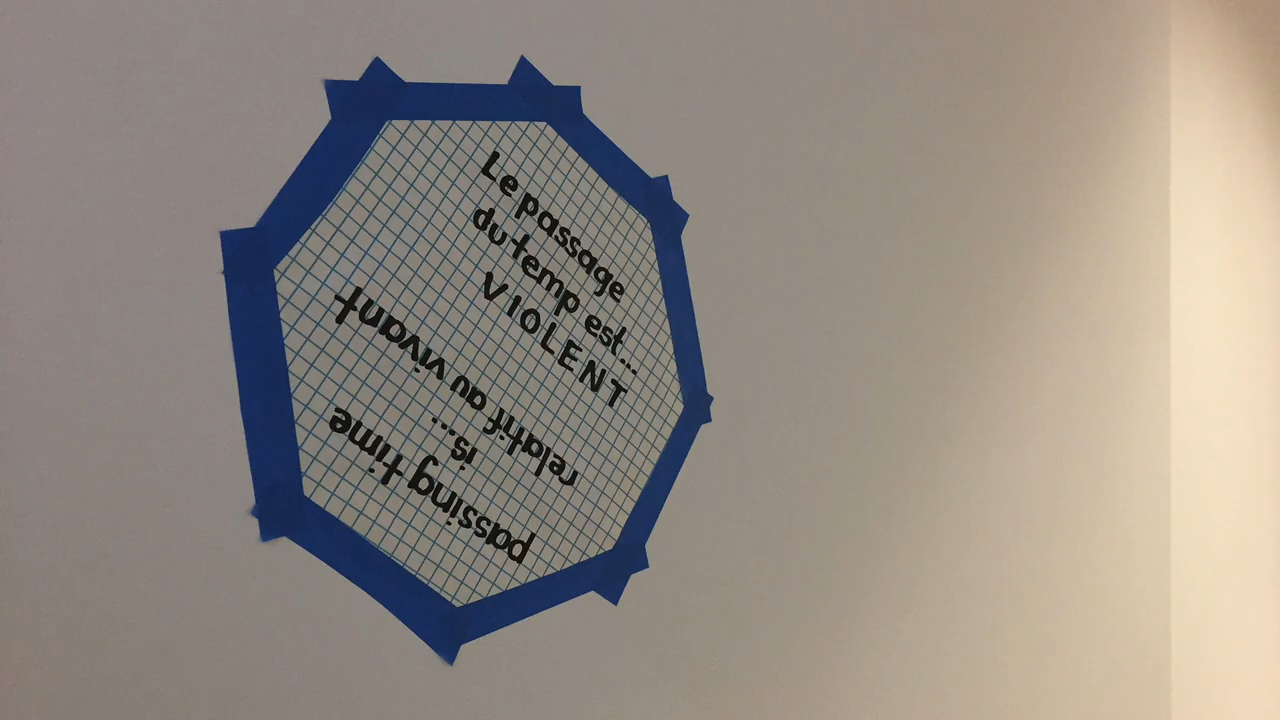 Le passage
du temp est...
VIOLENT
passing time
is...
relatif au vivant